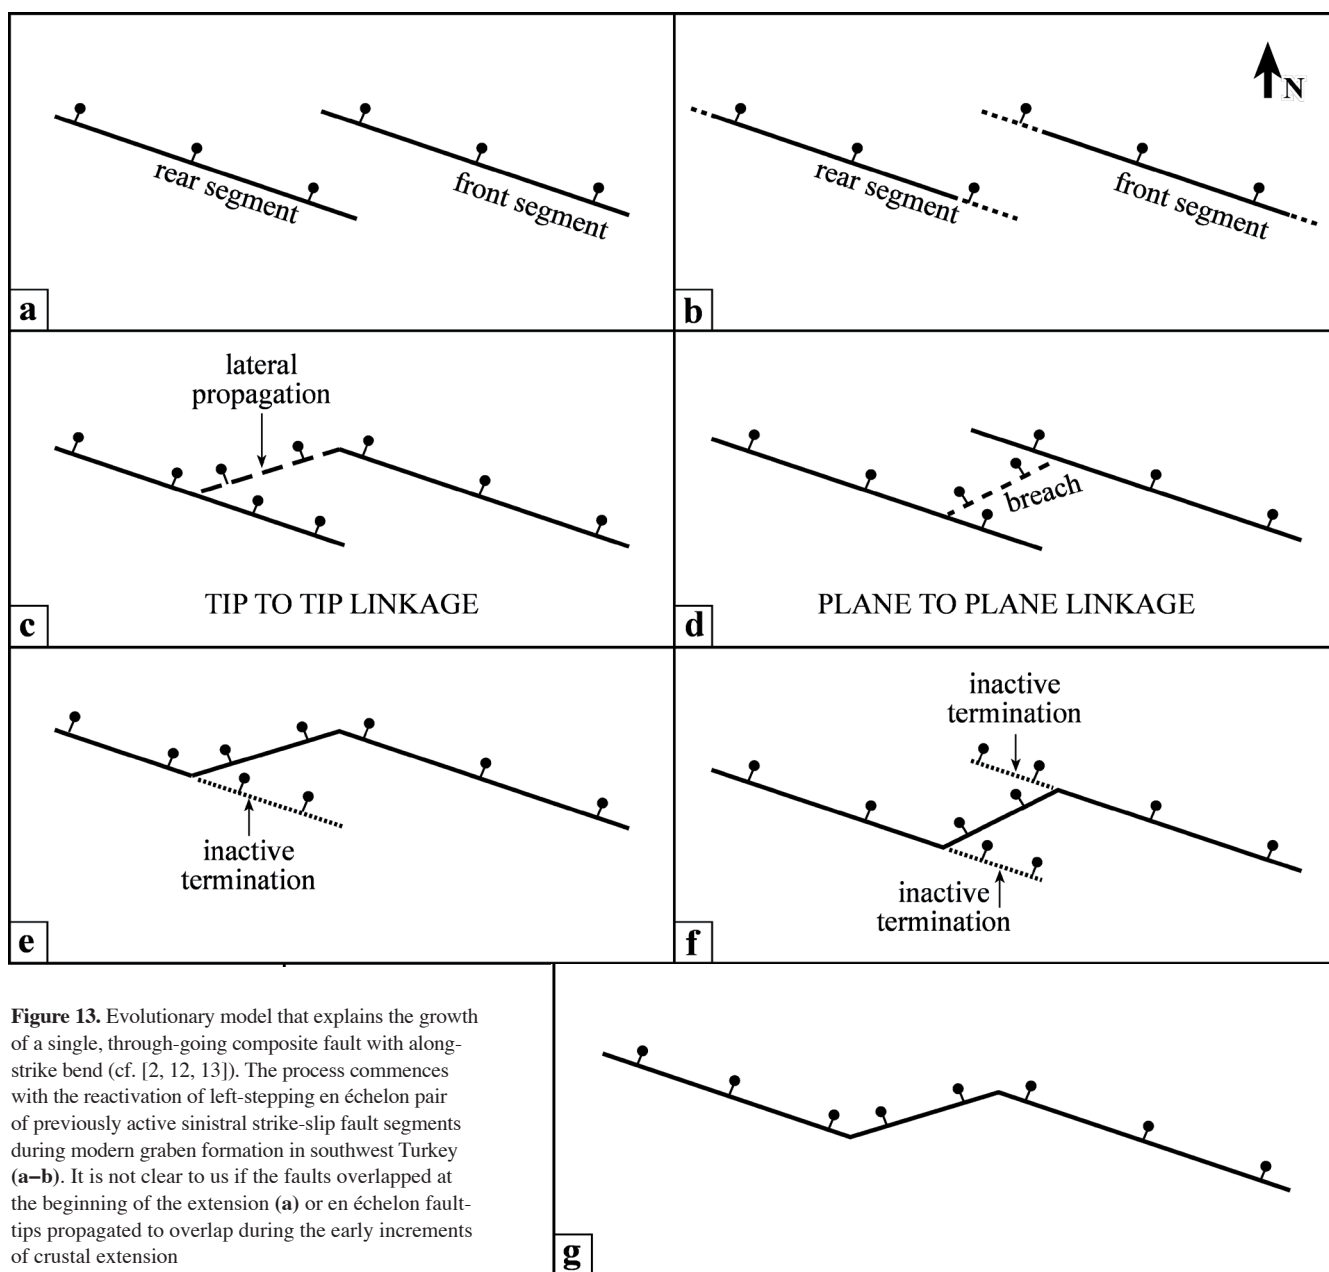 rear segment
front segment
a
N
rear segment
front segment
b
lateral
propagation
TIP TO TIP LINKAGE
c
breach
PLANE TO PLANE LINKAGE
d
inactive
termination
e
inactive
termination
inactive
termination
f
Figure 13. Evolutionary model that explains the growth
of a single, through-going composite fault with along-
strike bend (cf. [2, 12, 13]). The process commences
with the reactivation of left-stepping en échelon pair
of previously active sinistral strike-slip fault segments
during modern graben formation in southwest Turkey
(a–b). It is not clear to us if the faults overlapped at
the beginning of the extension (a) or en échelon fault-
tips propagated to overlap during the early increments
of crustal extension
g